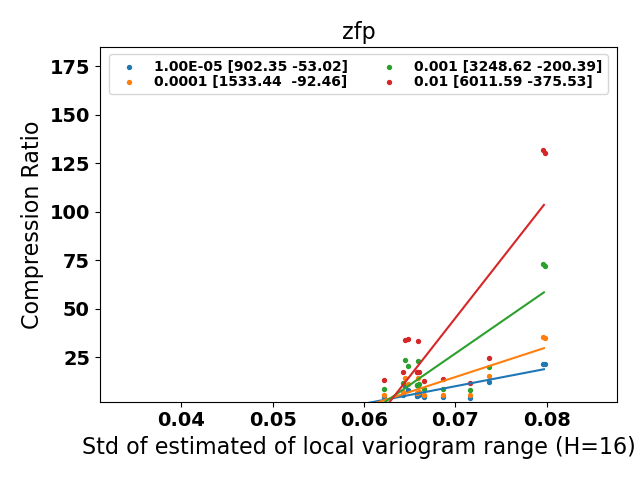 zfp
1.00E-05 [902.35 -53.02]
0.0001 [1533.44  -92.46]
0.001 [3248.62 -200.39]
0.01 [6011.59 -375.53]
Compression Ratio
175
150
125
100
75
50
25
0.04 0.05 0.06 0.07 0.08
Std of estimated of local variogram range (H=16)